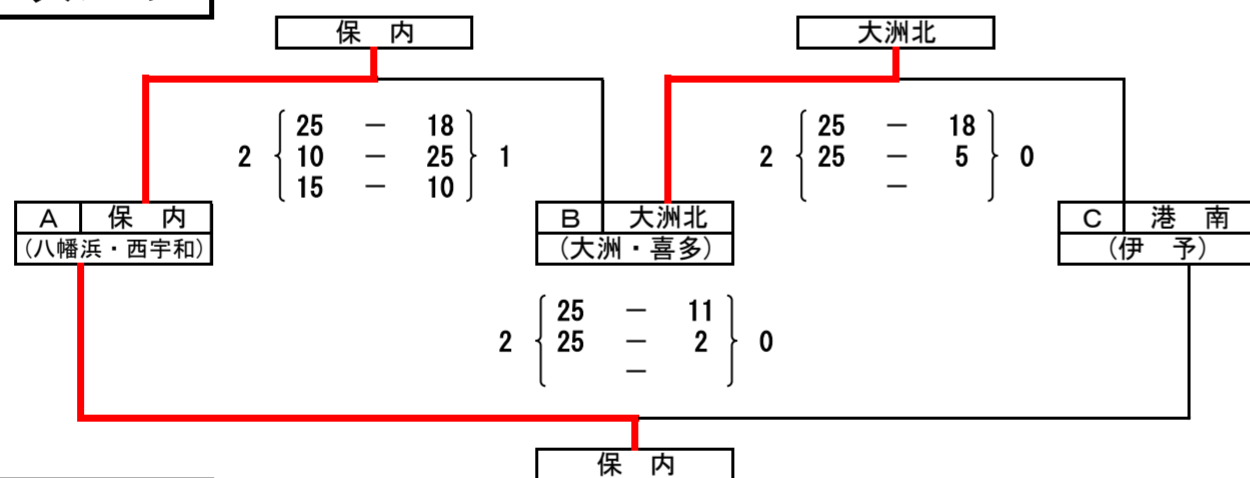 保 内
大洲北
25 － 18
2 10 － 25 1
15 － 10
25 － 18
2 25 － 5 0
－
A 保 内
(八幡浜・西宇和)
B 大洲北
(大洲・喜多)
C 港 南
(伊 予)
25 － 11
2 25 － 2 0
－
保 内